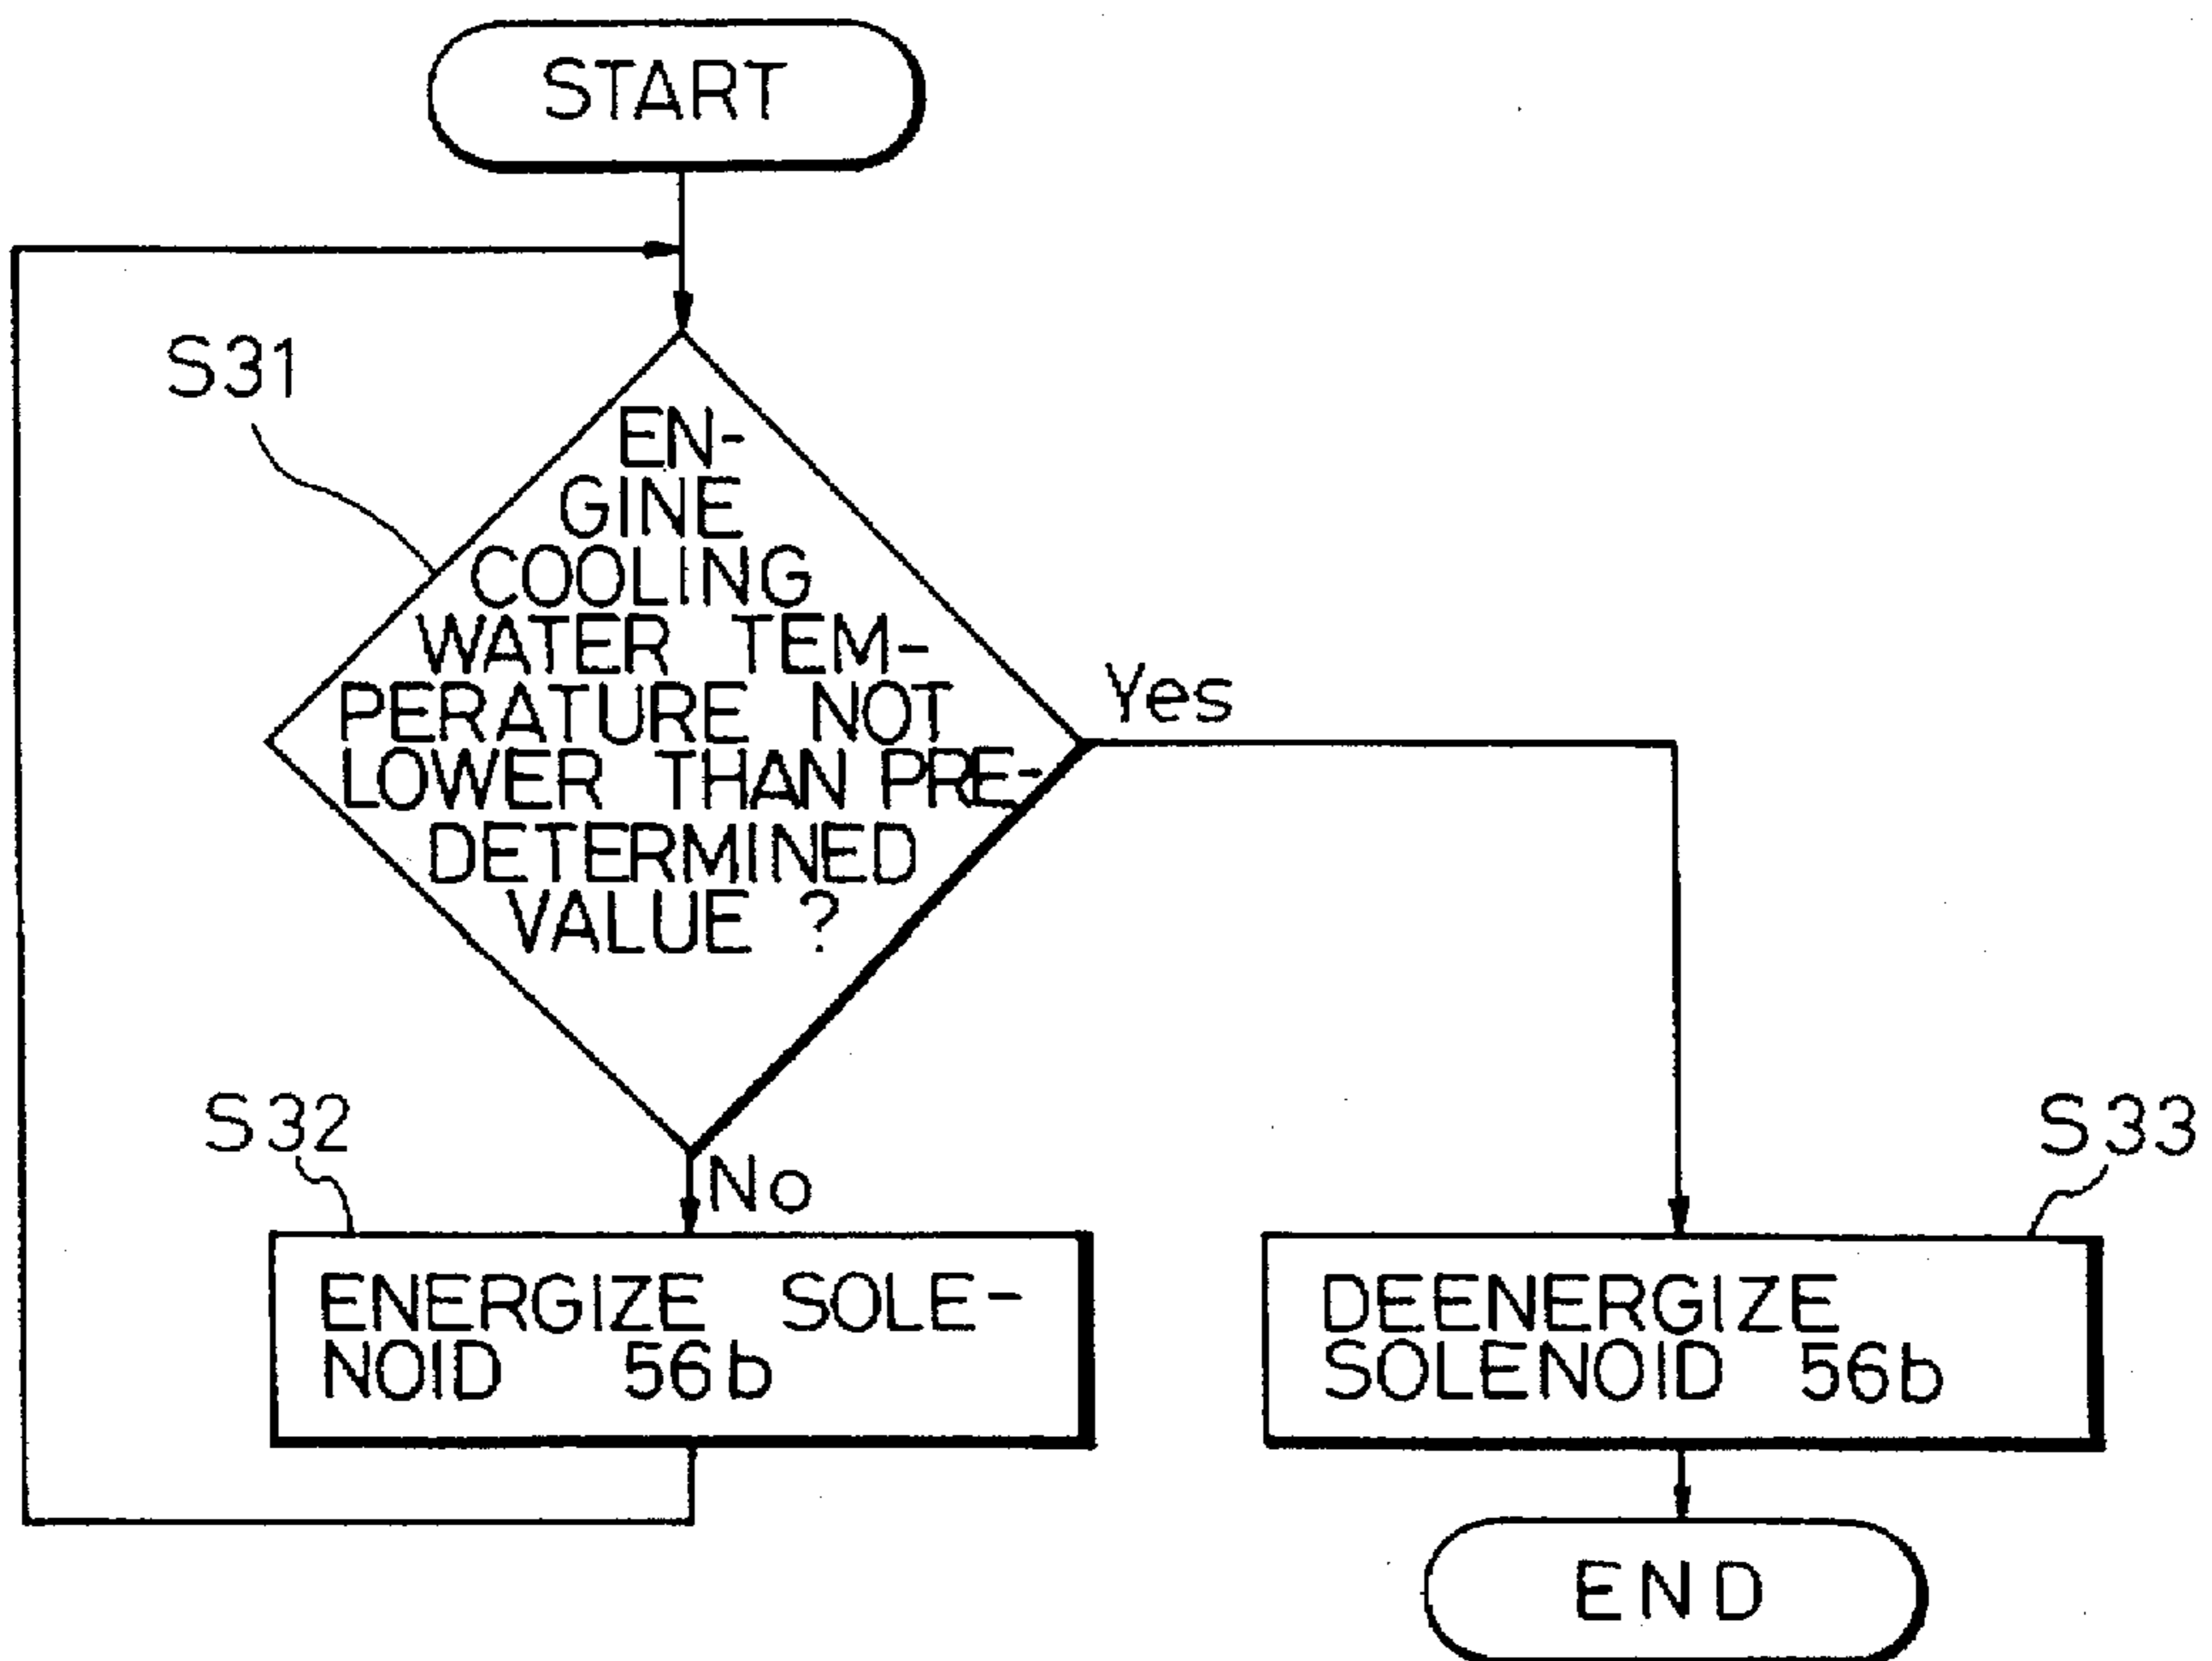 START
S31
EN-
GINE
COOLING
WATER TEM-
PERATURE NOT
LOWER THAN PRE-
DETERMINED
VALUE ?
Yes
No
S32
ENERGIZE SOLE-
NOID 56b
S33
DEENERGIZE
SOLENOID 56b
END